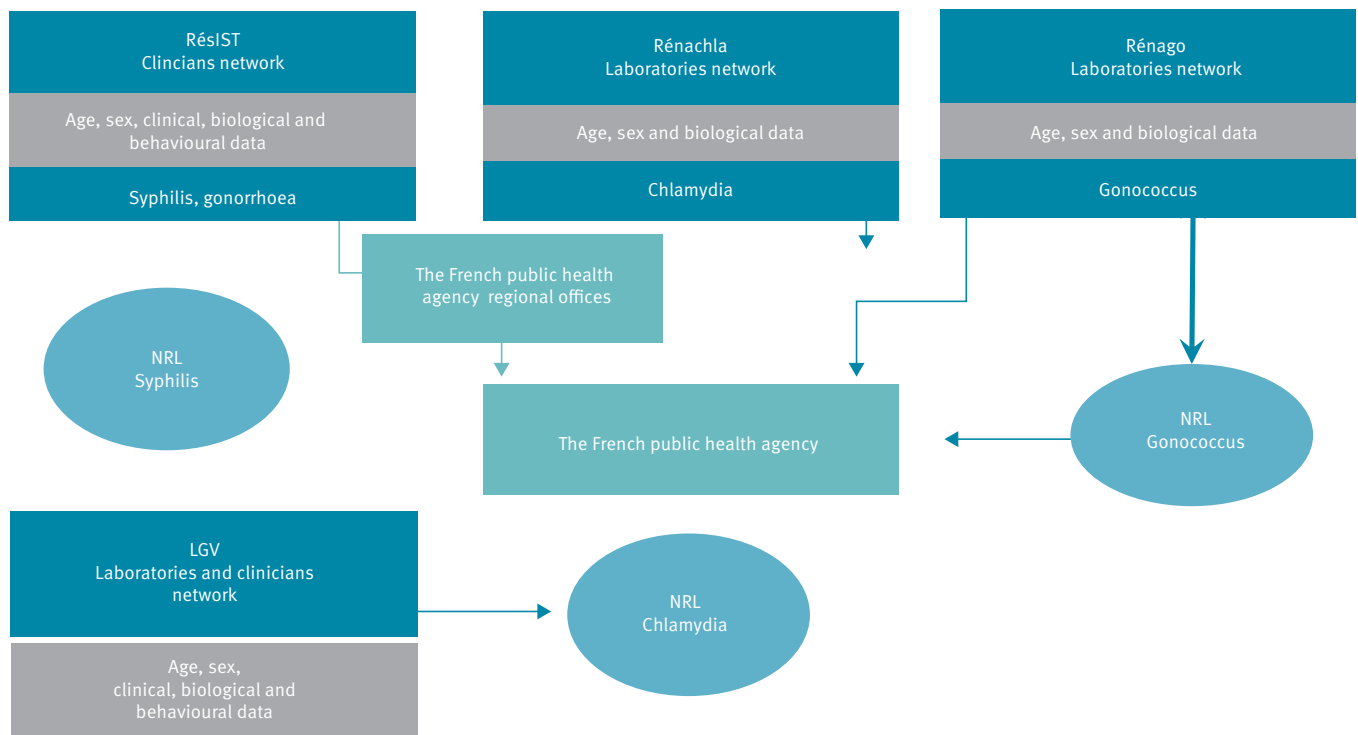 RésIST
Clincians network
Age, sex, clinical, biological and
behavioural data
Syphilis, gonorrhoea
Rénachla
Laboratories network
Age, sex and biological data
Chlamydia
Rénago
Laboratories network
Age, sex and biological data
Gonococcus
The French public health
agency regional offices
NRL
Syphilis
The French public health agency
NRL
Gonococcus
LGV
Laboratories and clinicians
network
Age, sex,
clinical, biological and
behavioural data
NRL
Chlamydia